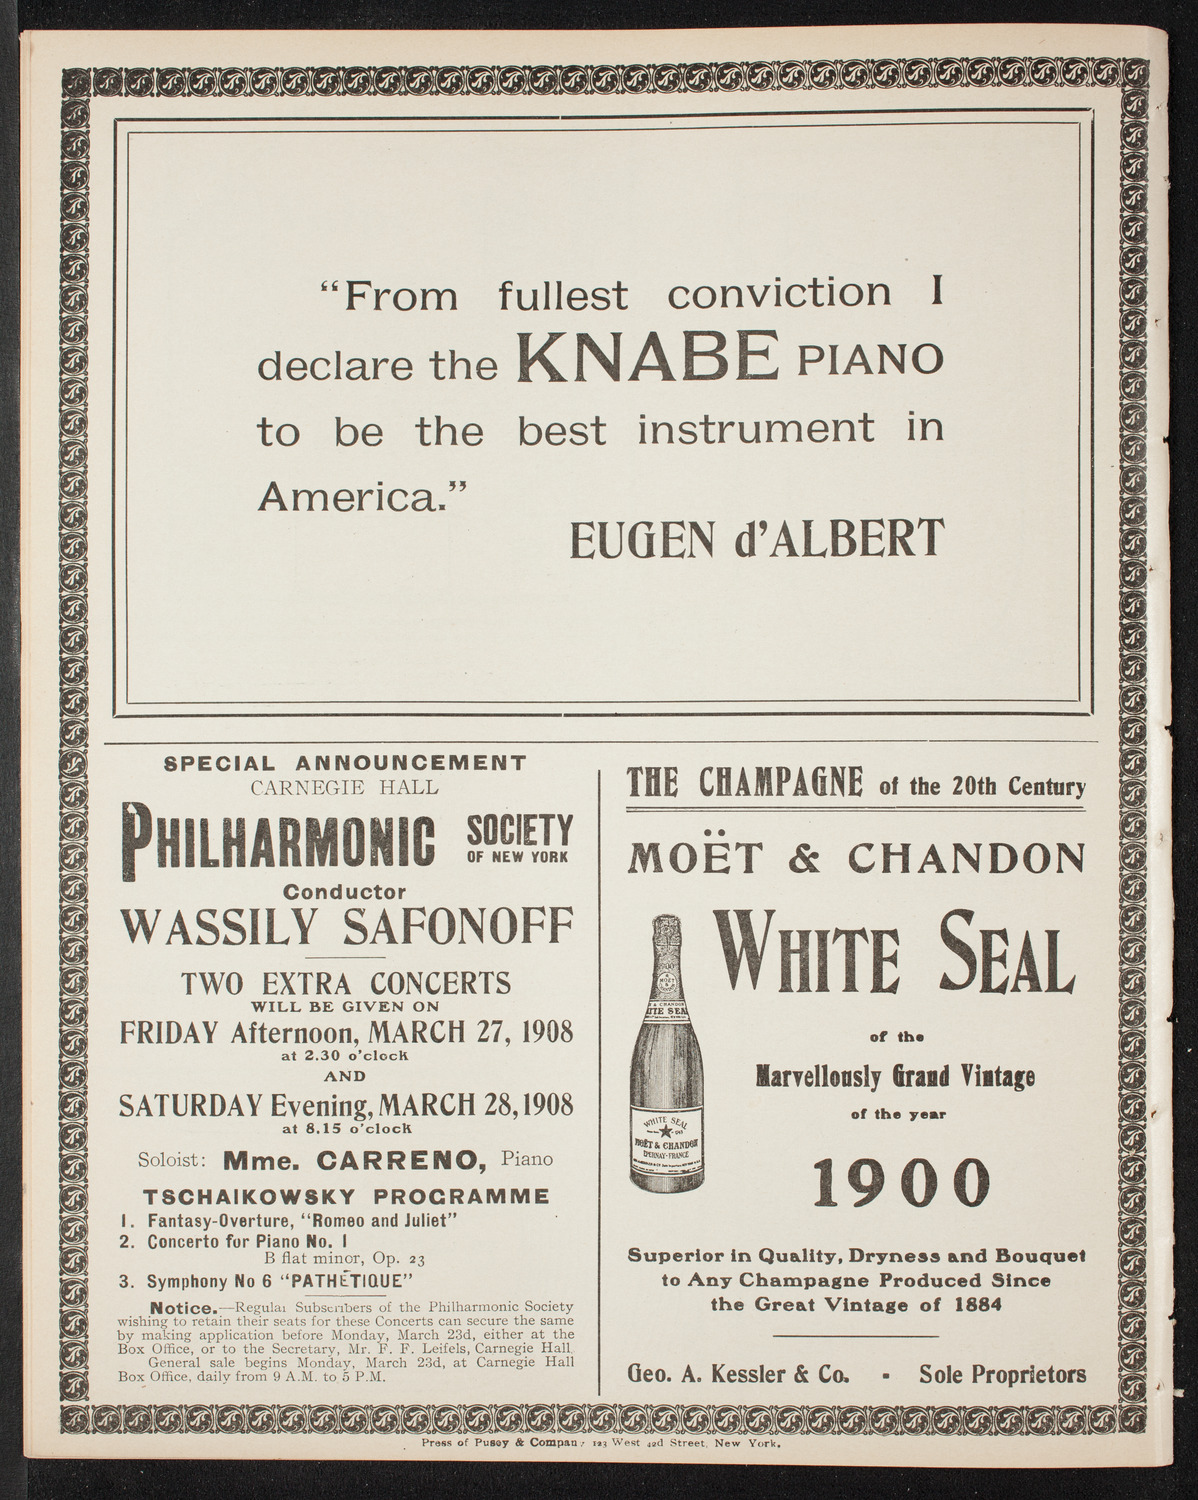 “From fullest conviction I
declare the KNABE PIANO
to be the best instrument in
America.”
EUGEN d’ALBERT
SPECIAL ANNOUNCEMENT
CARNEGIE HALL
PHILHARMONIC SOCIETY
OF NEW YORK
Conductor
WASSILY SAFONOFF
TWO EXTRA CONCERTS
WILL BE GIVEN ON
FRIDAY Afternoon, MARCH 27, 1908
at 2.30 o’clock
AND
SATURDAY Evening, MARCH 28, 1908
at 8.15 o’clock
Soloist: Mme. CARRENO, Piano
TSCHAIKOWSKY PROGRAMME
1. Fantasy-Overture, “Romeo and Juliet”
2. Concerto for Piano No. 1
B flat minor, Op. 23
3. Symphony No 6 “PATHÉTIQUE”
Notice.—Regular Subscribers of the Philharmonic Society
wishing to retain their seats for these Concerts can secure the same
by making application before Monday, March 23d, either at the
Box Office, or to the Secretary, Mr. F. F. Leifels, Carnegie Hall.
General sale begins Monday, March 23d, at Carnegie Hall
Box Office, daily from 9 A.M. to 5 P.M.
THE CHAMPAGNE of the 20th Century
MOËT & CHANDON
WHITE SEAL
of the
Marvellously Grand Vintage
of the year
1900
WHITE SEAL
MOËT & CHANDON
EPERNAY-FRANCE
Superior in Quality, Dryness and Bouquet
to Any Champagne Produced Since
the Great Vintage of 1884
Geo. A. Kessler & Co. - Sole Proprietors
Press of Pusey & Company 123 West 42d Street, New York.